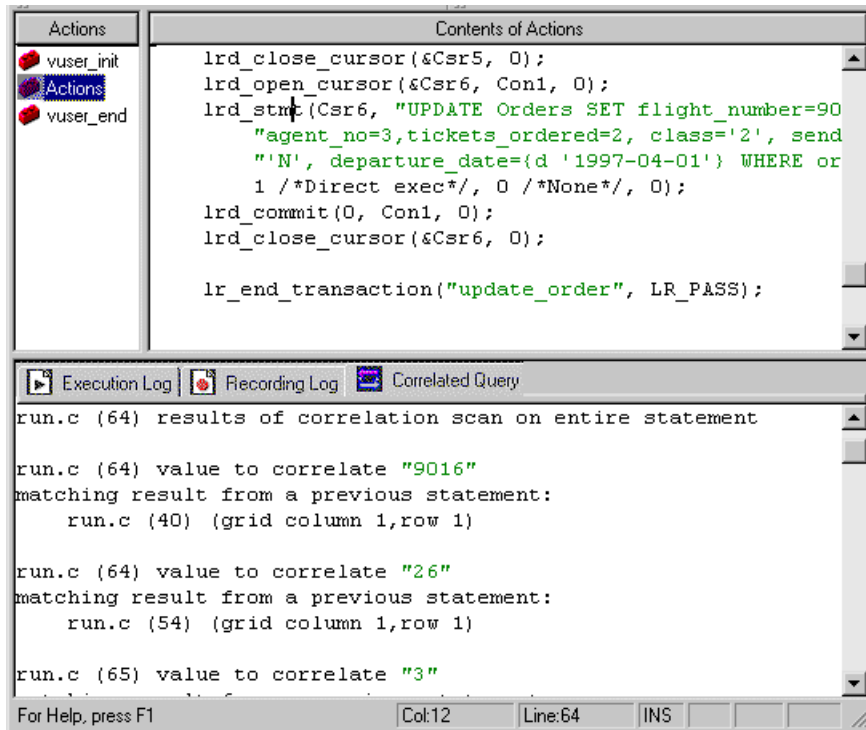 Actions
Contents of Actions
vuser_init
Actions
vuser_end
lrd_close_cursor(&Csr5, 0);
lrd_open_cursor(&Csr6, Con1, 0);
lrd_stmt(Csr6, "UPDATE Orders SET flight_number=90
"agent_no=3,tickets_ordered=2, class='2', send
"'N', departure_date={d '1997-04-01'} WHERE or
1 /*Direct exec*/, 0 /*None*/, 0);
lrd_commit(0, Con1, 0);
lrd_close_cursor(&Csr6, 0);
lr_end_transaction("update_order", LR_PASS);
Execution Log
Recording Log
Correlated Query
run.c (64) results of correlation scan on entire statement
run.c (64) value to correlate "9016"
matching result from a previous statement:
run.c (40) (grid column 1,row 1)
run.c (64) value to correlate "26"
matching result from a previous statement:
run.c (54) (grid column 1,row 1)
run.c (65) value to correlate "3"
For Help, press F1
Col:12
Line:64
INS